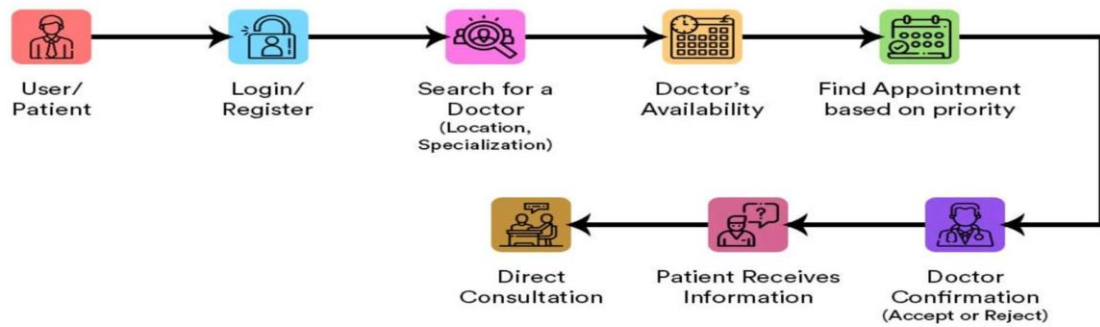 User/
Patient
Login/
Register
Search for a
Doctor
(Location,
Specialization)
Doctor's
Availability
Find Appointment
based on priority
Direct
Consultation
Patient Receives
Information
?
Doctor
Confirmation
(Accept or Reject)